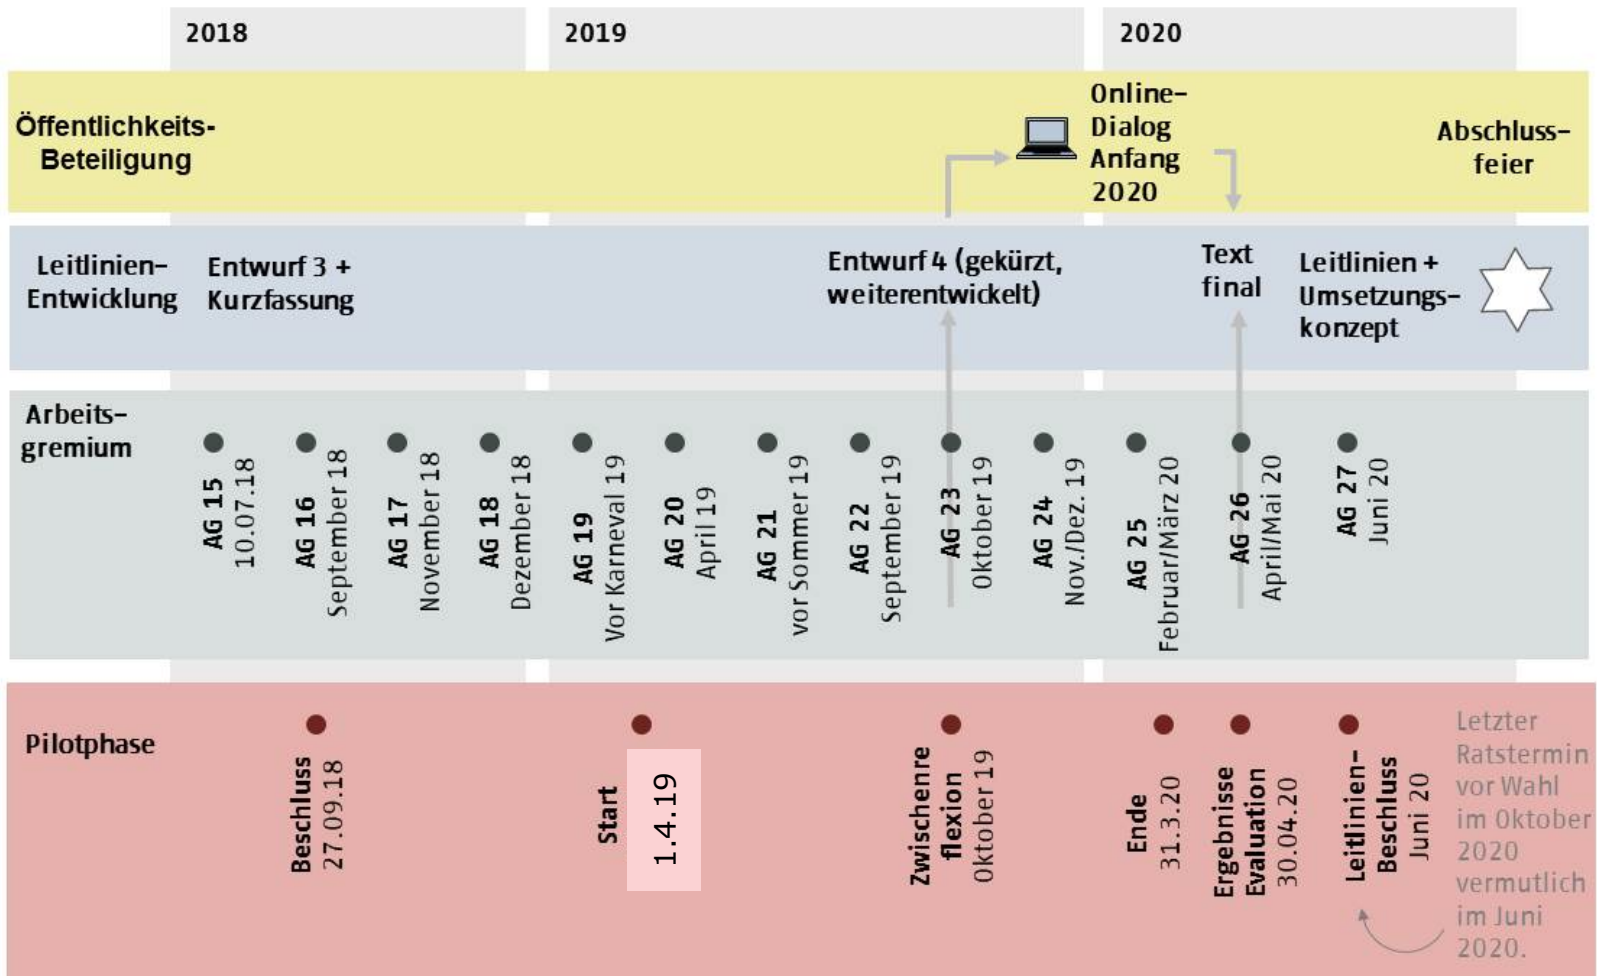 2018
2019
2020
Öffentlichkeits-
Beteiligung
Online-
Dialog
Anfang
2020
Abschluss-
feier
Leitlinien-
Entwicklung
Entwurf 3 +
Kurzfassung
Entwurf 4 (gekürzt,
weiterentwickelt)
Text
final
Leitlinien +
Umsetzungs-
konzept
Arbeits-
gremium
AG 15
10.07.18
AG 16
September 18
AG 17
November 18
AG 18
Dezember 18
AG 19
Vor Karneval 19
AG 20
April 19
AG 21
vor Sommer 19
AG 22
September 19
AG 23
Oktober 19
AG 24
Nov./Dez. 19
AG 25
Februar/März 20
AG 26
April/Mai 20
AG 27
Juni 20
Pilotphase
Beschluss
27.09.18
Start
1.4.19
Zwischenre
flexion
Oktober 19
Ende
31.3.20
Ergebnisse
Evaluation
30.04.20
Leitlinien-
Beschluss
Juni 20
Letzter
Ratstermin
vor Wahl
im Oktober
2020
vermutlich
im Juni
2020.